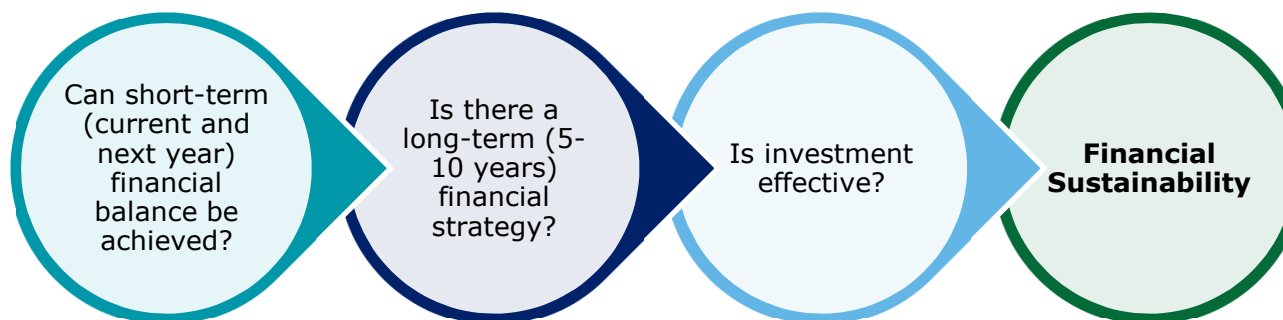 Can short-term
(current and
next year)
financial
balance be
achieved?
Is there a
long-term (5-
10 years)
financial
strategy?
Is investment
effective?
Financial
Sustainability